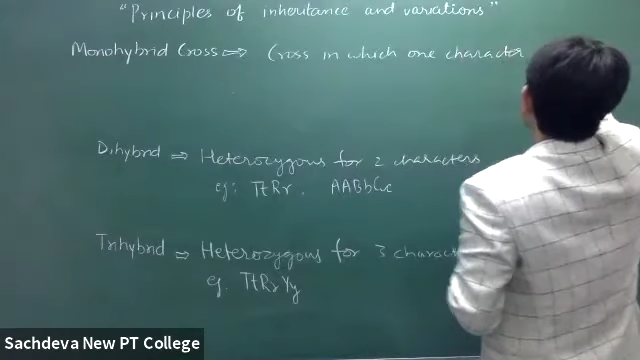 "Principles of inheritance and variations"
Monohybrid Cross ⇒ Cross in which one character
Dihybrid ⇒ Heterozygous for 2 characters
eg: TtRr, AABbCc
Trihybrid ⇒ Heterozygous for 3 charact
eg. TtRrYy
Sachdeva New PT College